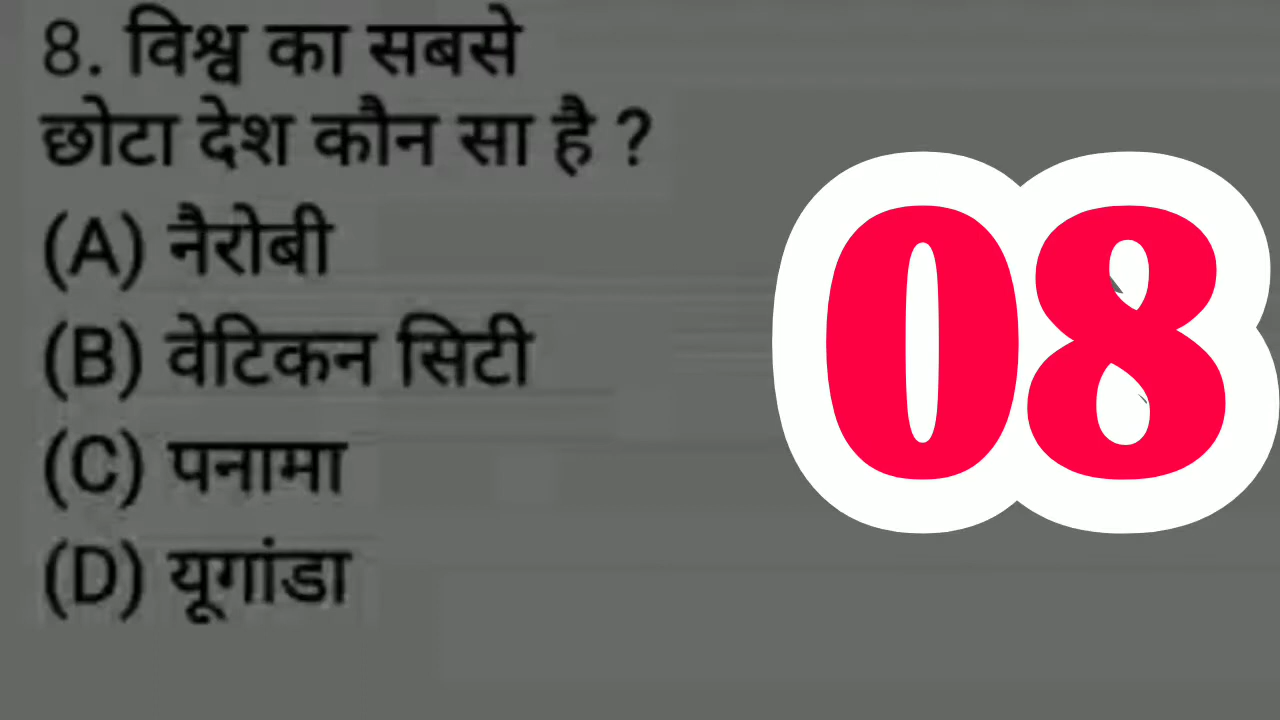 8. विश्व का सबसे
छोटा देश कौन सा है ?
(A) नैरोबी
(B) वेटिकन सिटी
(C) पनामा
(D) यूगांडा
08